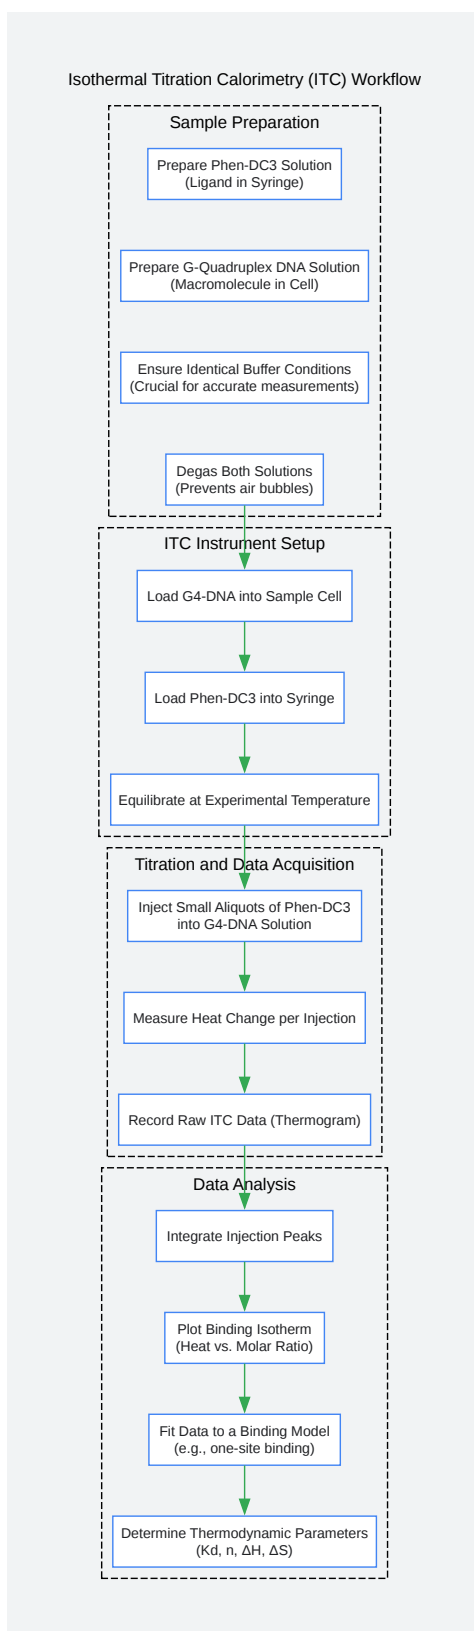 Isothermal Titration Calorimetry (ITC) Workflow
Sample Preparation
Prepare Phen-DC3 Solution
(Ligand in Syringe)
Prepare G-Quadruplex DNA Solution
(Macromolecule in Cell)
Ensure Identical Buffer Conditions
(Crucial for accurate measurements)
Degas Both Solutions
(Prevents air bubbles)
ITC Instrument Setup
Load G4-DNA into Sample Cell
Load Phen-DC3 into Syringe
Equilibrate at Experimental Temperature
Titration and Data Acquisition
Inject Small Aliquots of Phen-DC3
into G4-DNA Solution
Measure Heat Change per Injection
Record Raw ITC Data (Thermogram)
Data Analysis
Integrate Injection Peaks
Plot Binding Isotherm
(Heat vs. Molar Ratio)
Fit Data to a Binding Model
(e.g., one-site binding)
Determine Thermodynamic Parameters
(Kd, n, ΔH, ΔS)